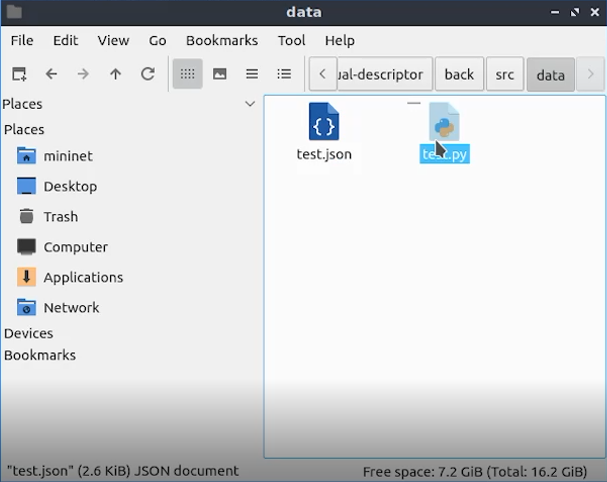 data
File Edit View Go Bookmarks Tool Help
ual-descriptor back src data
Places
Places
mininet
Desktop
Trash
Computer
Applications
Network
Devices
Bookmarks
test.json test.py
"test.json" (2.6 KiB) JSON document Free space: 7.2 GiB (Total: 16.2 GiB)